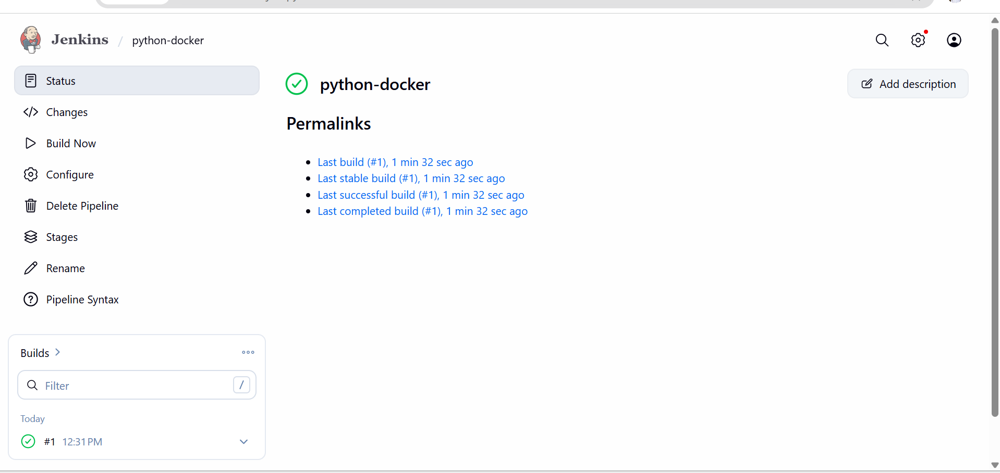 Jenkins / python-docker
Status
Changes
Build Now
Configure
Delete Pipeline
Stages
Rename
Pipeline Syntax
Builds
Filter /
Today
#1 12:31 PM
python-docker
Add description
Permalinks
Last build (#1), 1 min 32 sec ago
Last stable build (#1), 1 min 32 sec ago
Last successful build (#1), 1 min 32 sec ago
Last completed build (#1), 1 min 32 sec ago